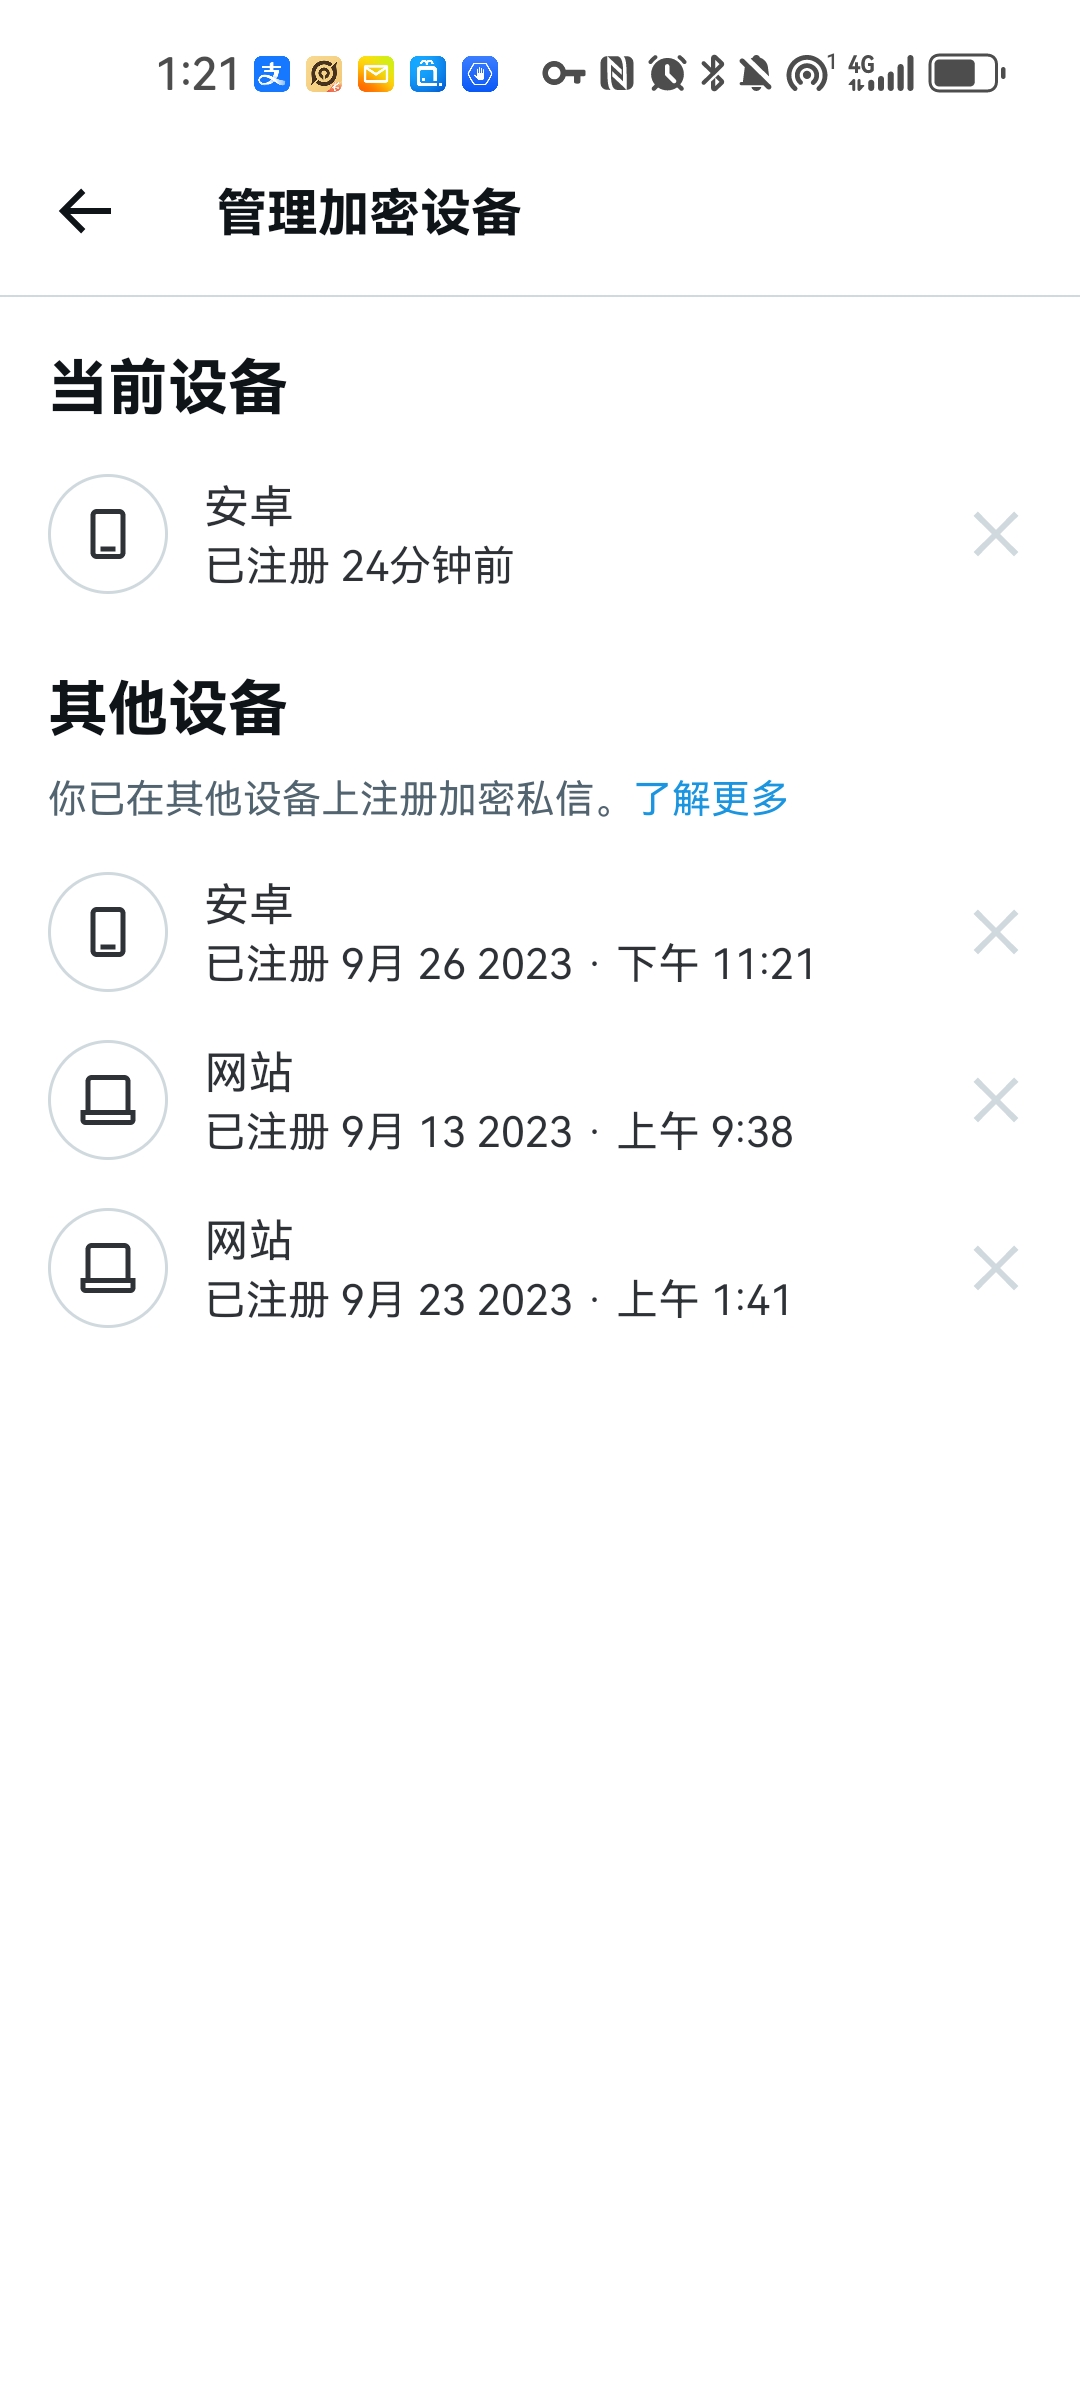 1:21 支 1 4G
管理加密设备
当前设备
安卓
已注册 24分钟前
其他设备
你已在其他设备上注册加密私信。了解更多
安卓
已注册 9月 26 2023 · 下午 11:21
网站
已注册 9月 13 2023 · 上午 9:38
网站
已注册 9月 23 2023 · 上午 1:41